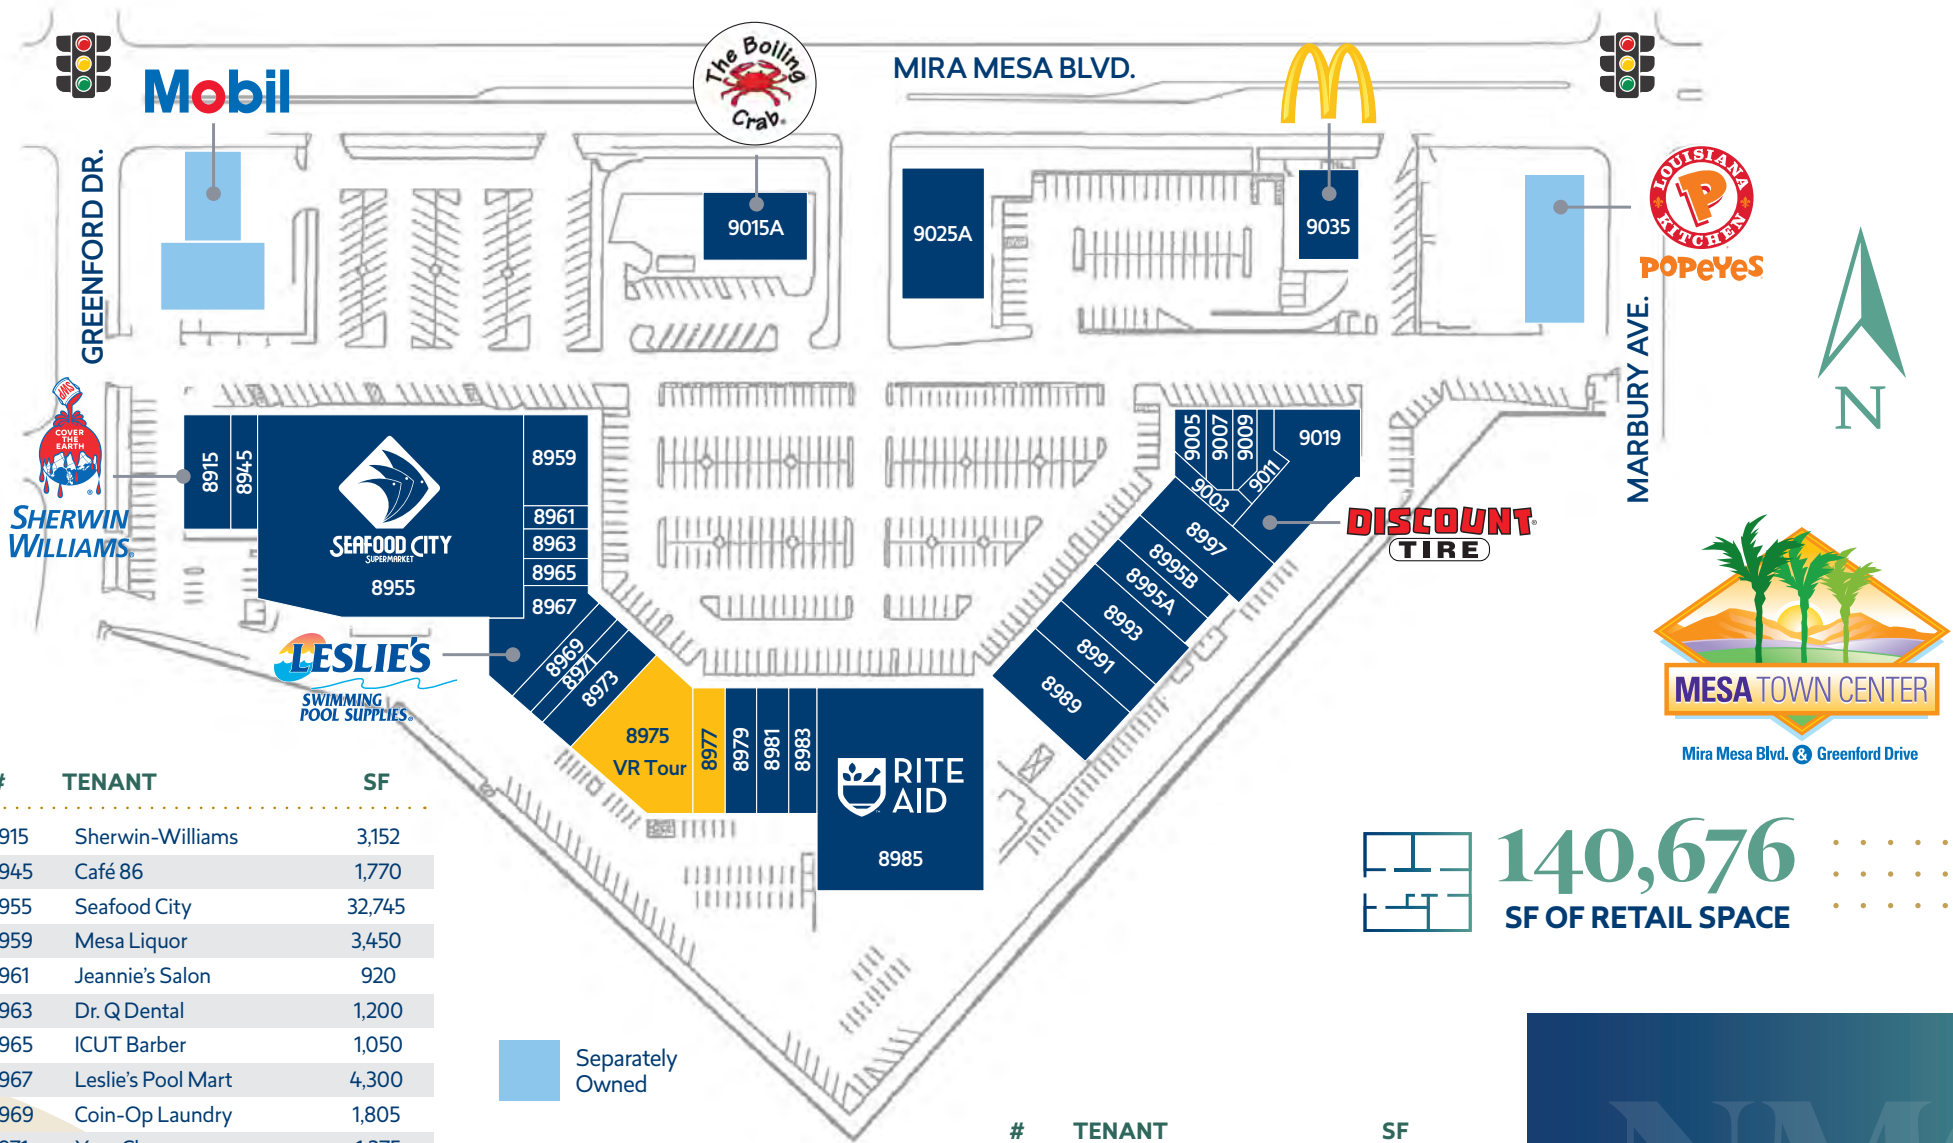 MIRA MESA BLVD.
Mobil
The Boiling
Crab
GREENFORD DR.
9015A
9025A
9035
LOUISIANA
KITCHEN
POPEYES
MARBURY AVE.
N
SWP
COVER
THE
EARTH
SHERWIN
WILLIAMS
8915
8945
SEAFOOD CITY
SUPERMARKET
8955
8959
8961
8963
8965
8967
8969
8971
8973
LESLIE'S
SWIMMING
POOL SUPPLIES
8975
VR Tour
8977
8979
8981
8983
RITE
AID
8985
8989
8991
8993
8995A
8995B
8997
9003
9005
9007
9009
9011
9019
DISCOUNT
TIRE
MESA TOWN CENTER
Mira Mesa Blvd. & Greenford Drive
140,676
SF OF RETAIL SPACE
# TENANT SF
915 Sherwin-Williams 3,152
945 Café 86 1,770
955 Seafood City 32,745
959 Mesa Liquor 3,450
961 Jeannie's Salon 920
963 Dr. Q Dental 1,200
965 ICUT Barber 1,050
967 Leslie's Pool Mart 4,300
969 Coin-Op Laundry 1,805
Separately
Owned
# TENANT SF
NM